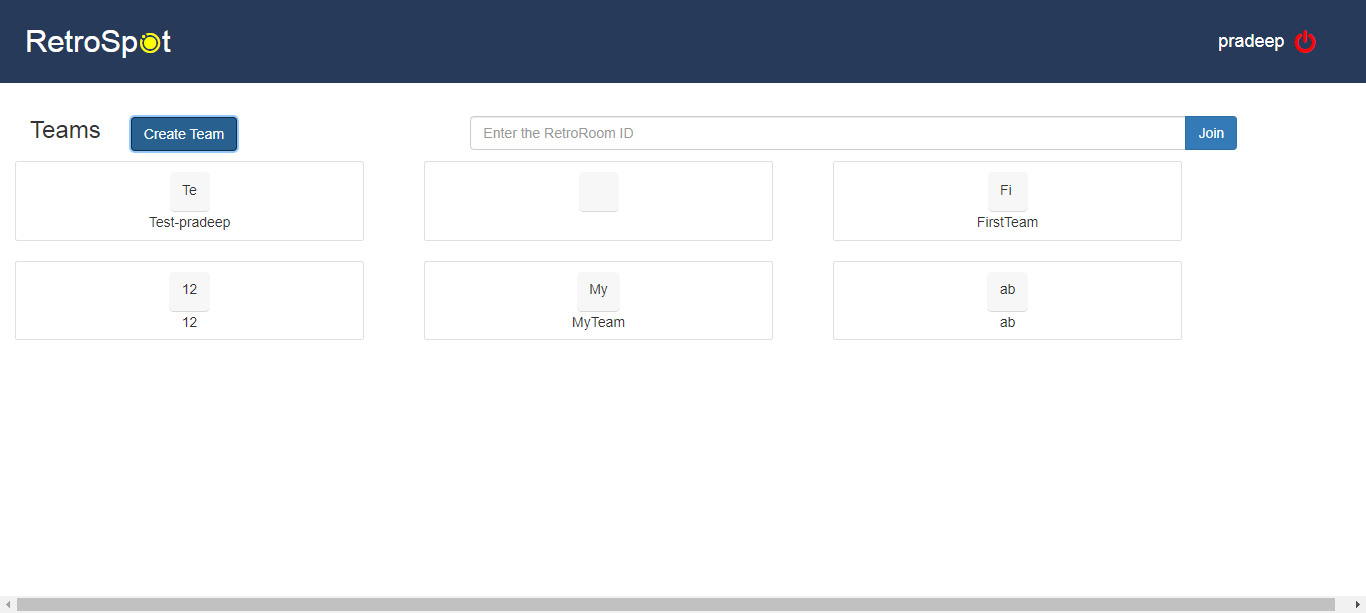 RetroSpot
pradeep
Teams
Create Team
Enter the RetroRoom ID
Join
Te
Test-pradeep
Fi
FirstTeam
12
12
My
MyTeam
ab
ab